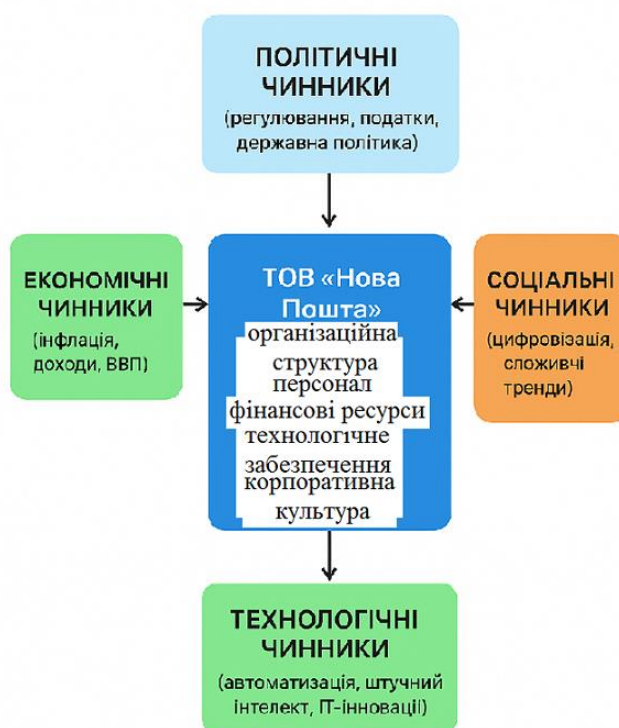 ПОЛІТИЧНІ
ЧИННИКИ
(регулювання, податки,
державна політика)
ЕКОНОМІЧНІ
ЧИННИКИ
(інфлація,
доходи, ВВП)
ТОВ «Нова
Пошта»
організаційна
структура
персонал
фінансові ресурси
технологічне
забезпечення
корпоративна
культура
СОЦІАЛЬНІ
ЧИННИКИ
(цифровізація,
споживчі
тренди)
ТЕХНОЛОГІЧНІ
ЧИННИКИ
(автоматизація, штучний
інтелект, ІТ-інновації)